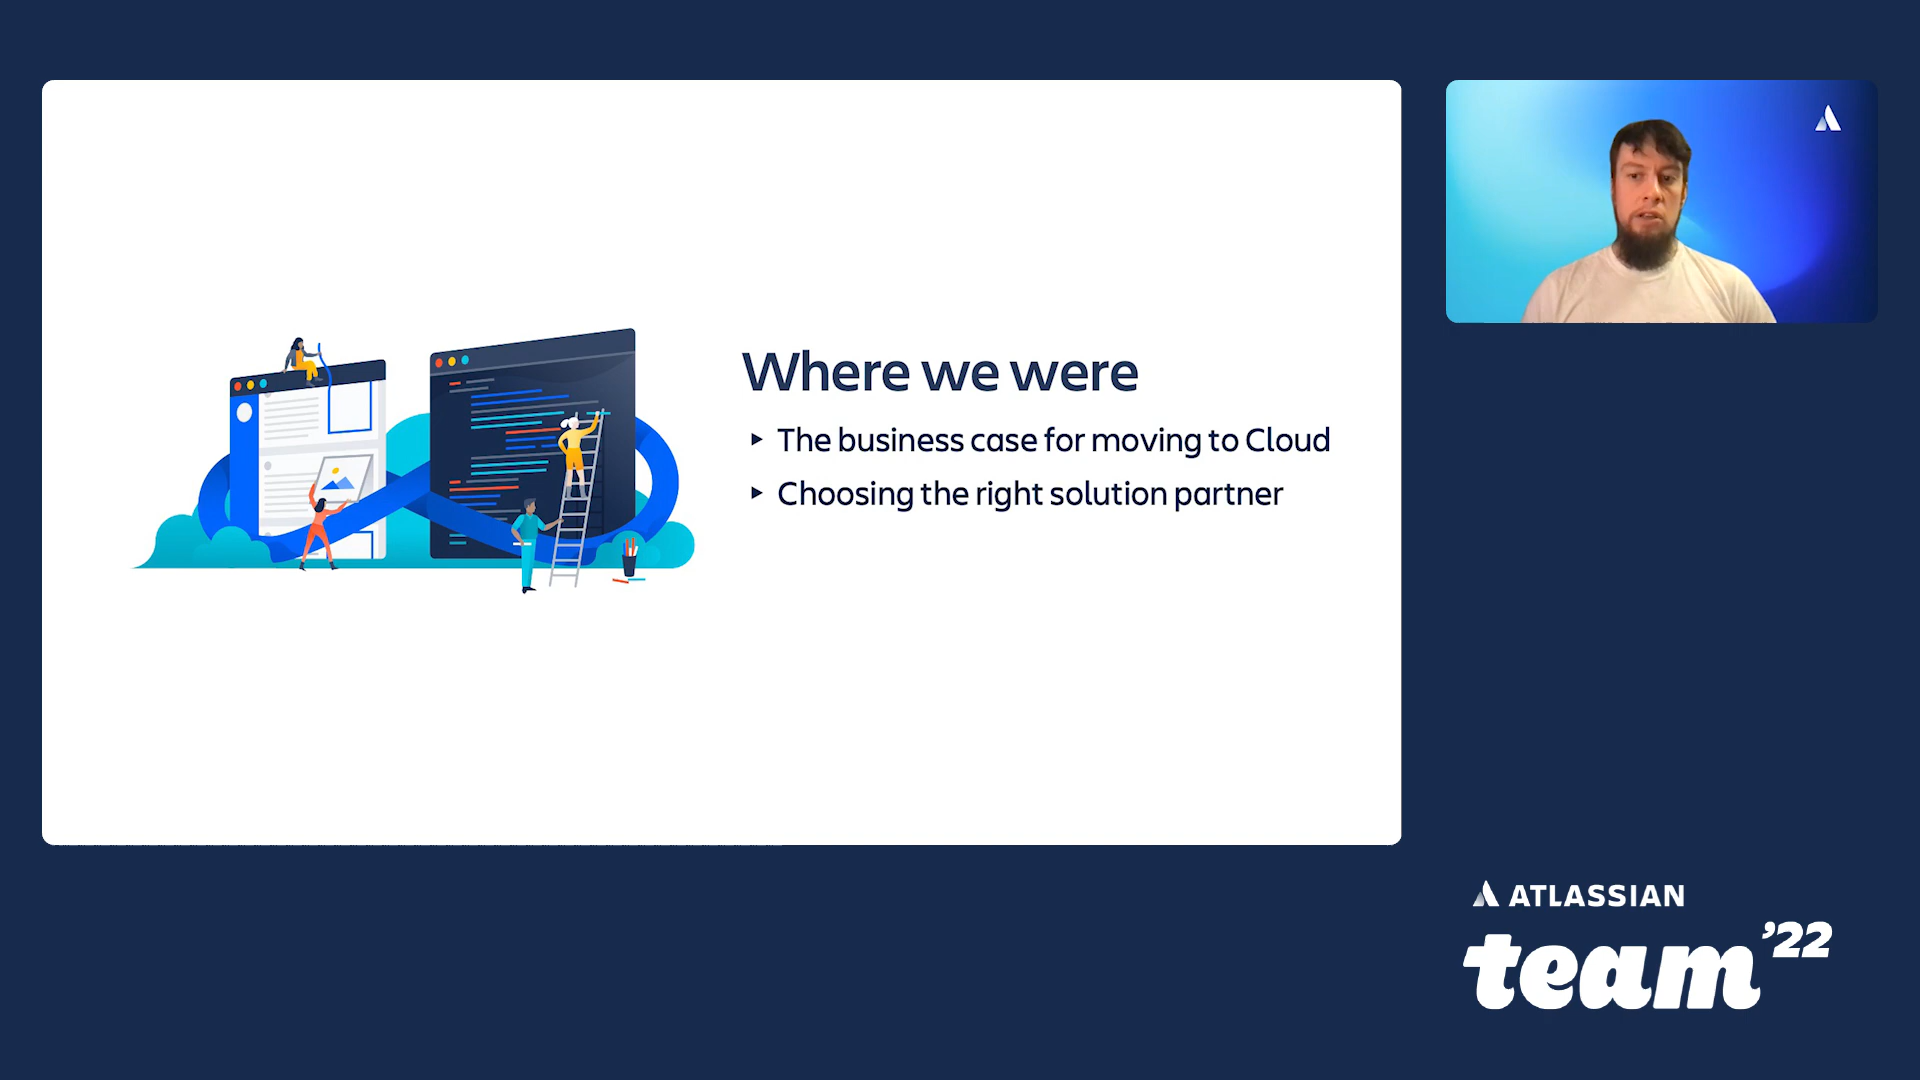 Where we were
‣ The business case for moving to Cloud
‣ Choosing the right solution partner
ATLASSIAN
team '22